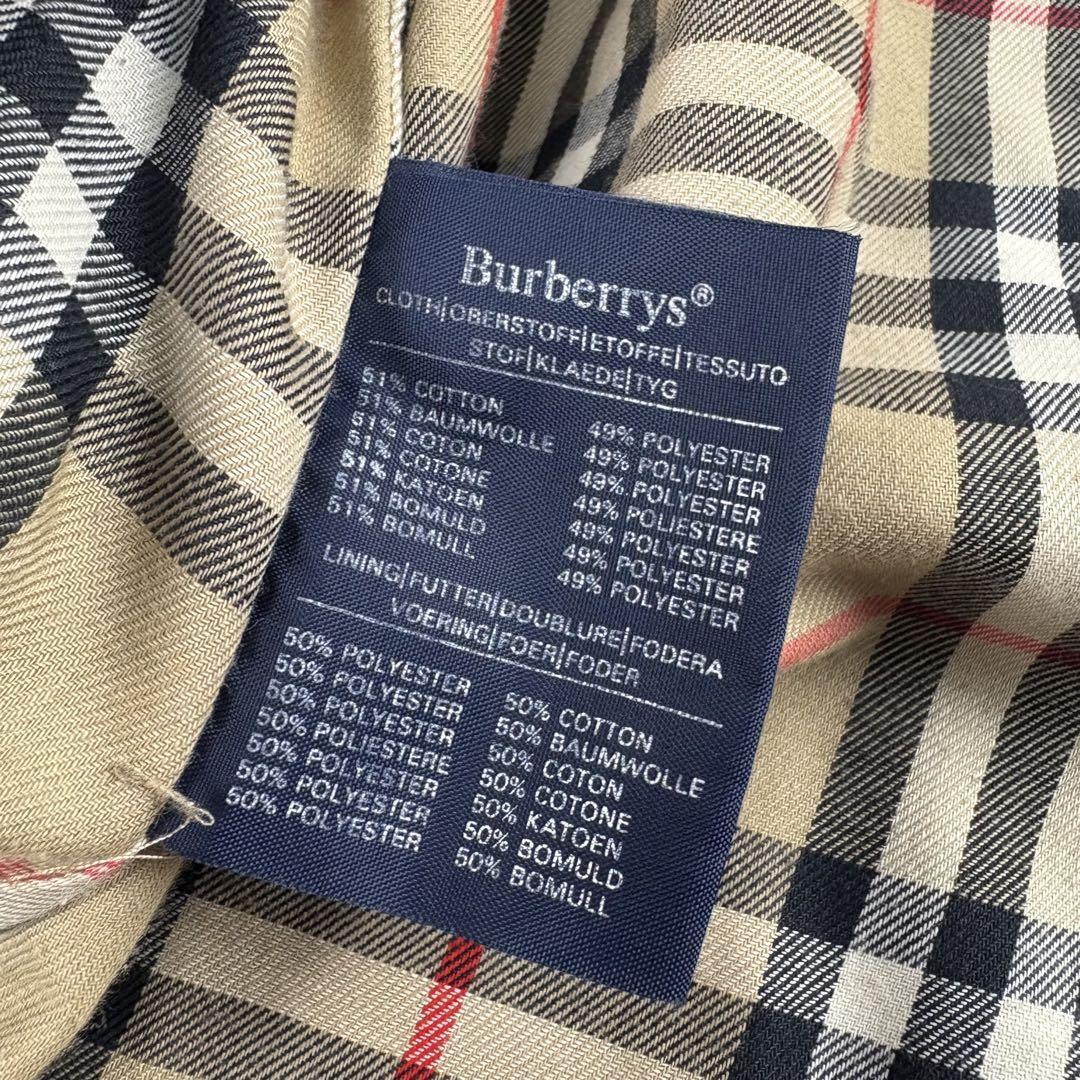 Burberrys®
CLOTH|OBERSTOFF|ETOFFE|TESSUTO
STOF|KLAEDE|TYG
51% COTTON 49% POLYESTER
51% BAUMWOLLE 49% POLYESTER
51% COTON 49% POLYESTER
51% COTONE 49% POLIESTERE
51% KATOEN 49% POLYESTER
51% BOMULD 49% POLYESTER
51% BOMULL 49% POLYESTER
LINING|FUTTER|DOUBLURE|FODERA
VOERING|FOER|FODER
50% POLYESTER 50% COTTON
50% POLYESTER 50% BAUMWOLLE
50% POLYESTER 50% COTON
50% POLIESTERE 50% COTONE
50% POLYESTER 50% KATOEN
50% POLYESTER 50% BOMULD
50% POLYESTER 50% BOMULL